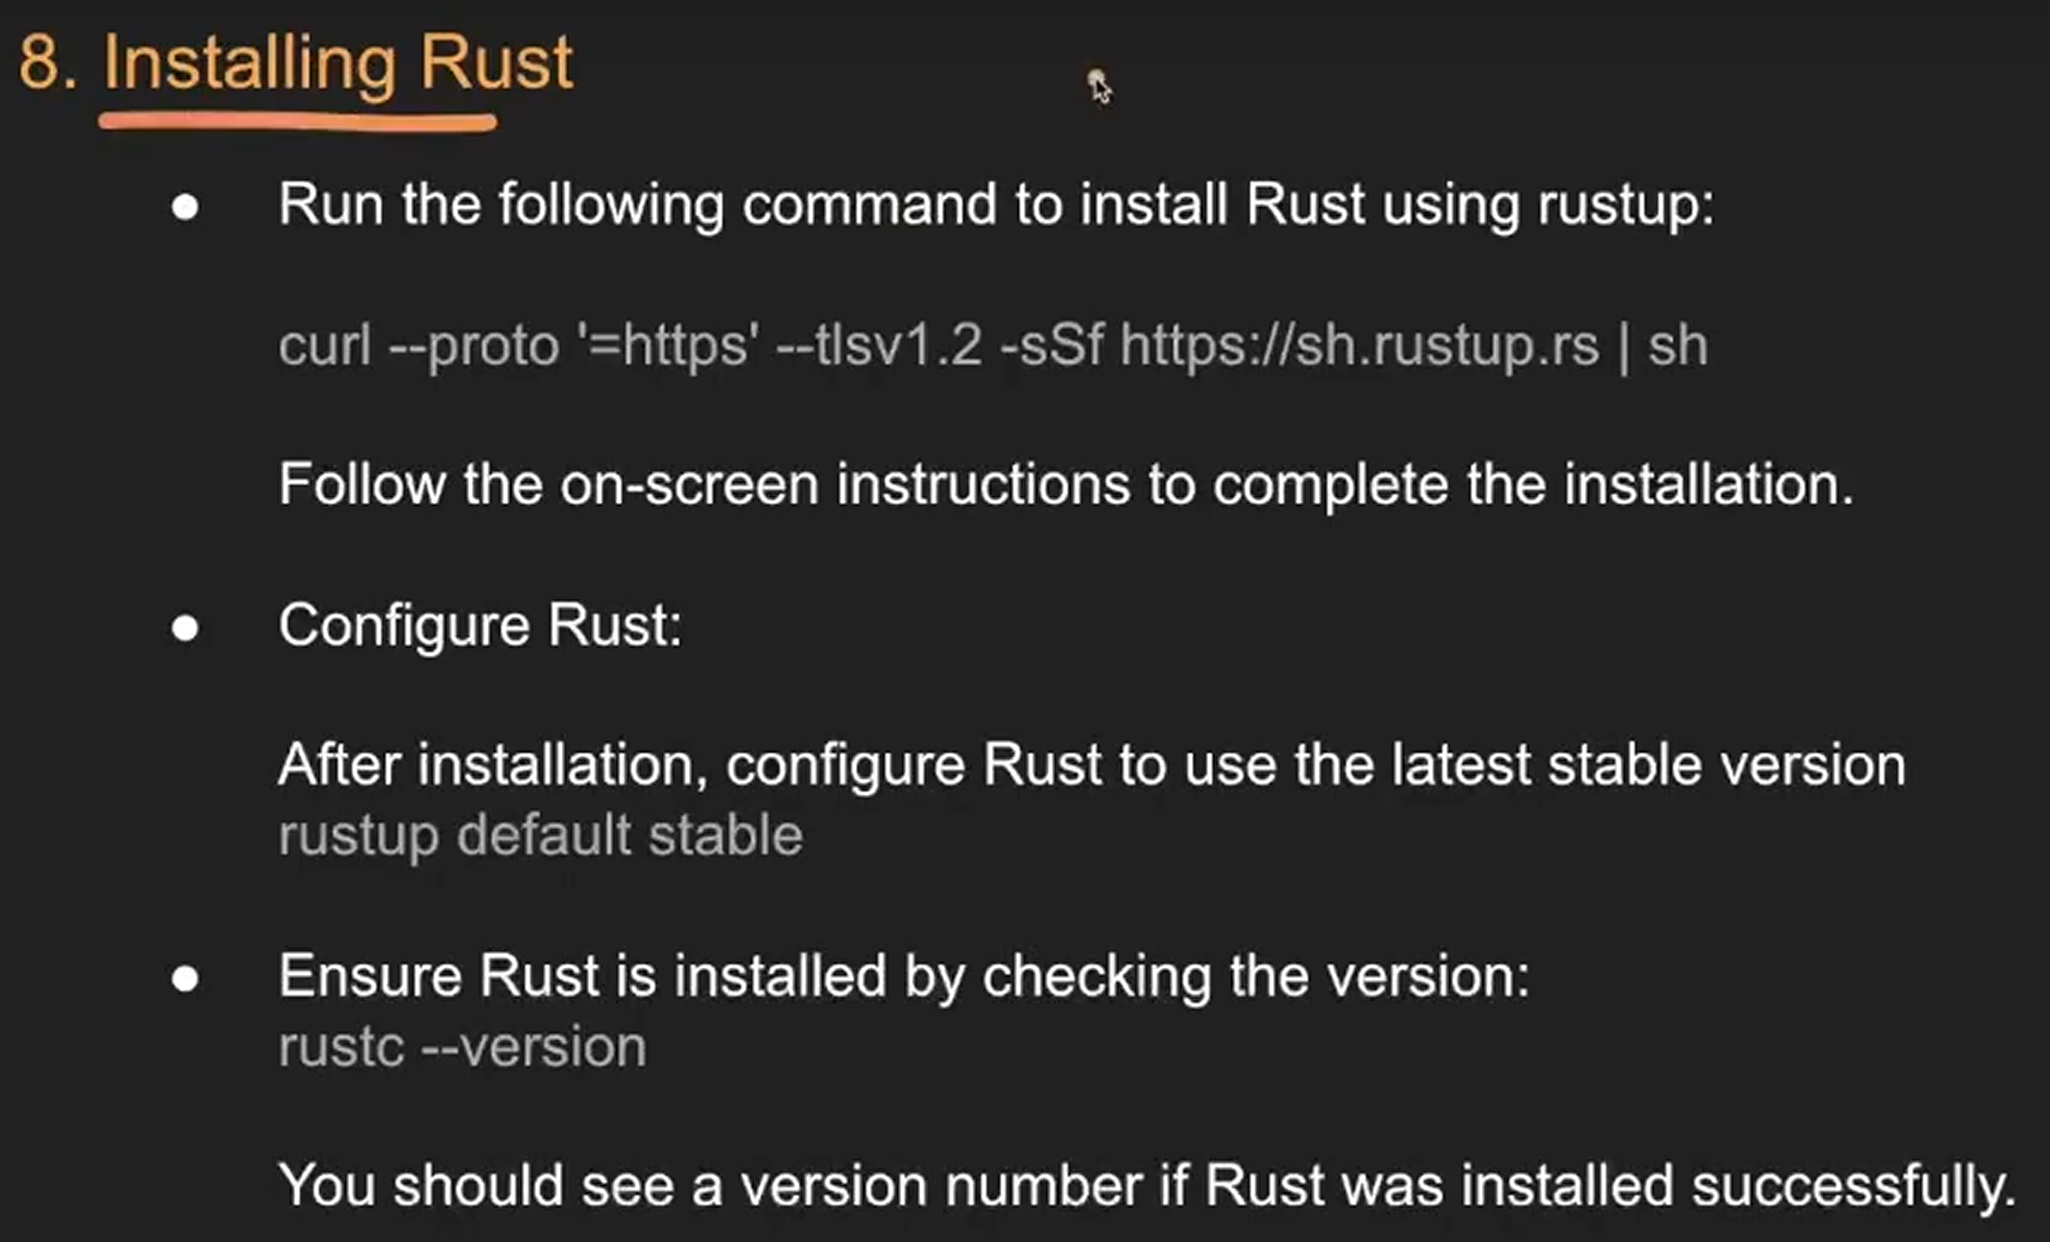 8. Installing Rust
● Run the following command to install Rust using rustup:
curl --proto '=https' --tlsv1.2 -sSf https://sh.rustup.rs | sh
Follow the on-screen instructions to complete the installation.
● Configure Rust:
After installation, configure Rust to use the latest stable version
rustup default stable
● Ensure Rust is installed by checking the version:
rustc --version
You should see a version number if Rust was installed successfully.